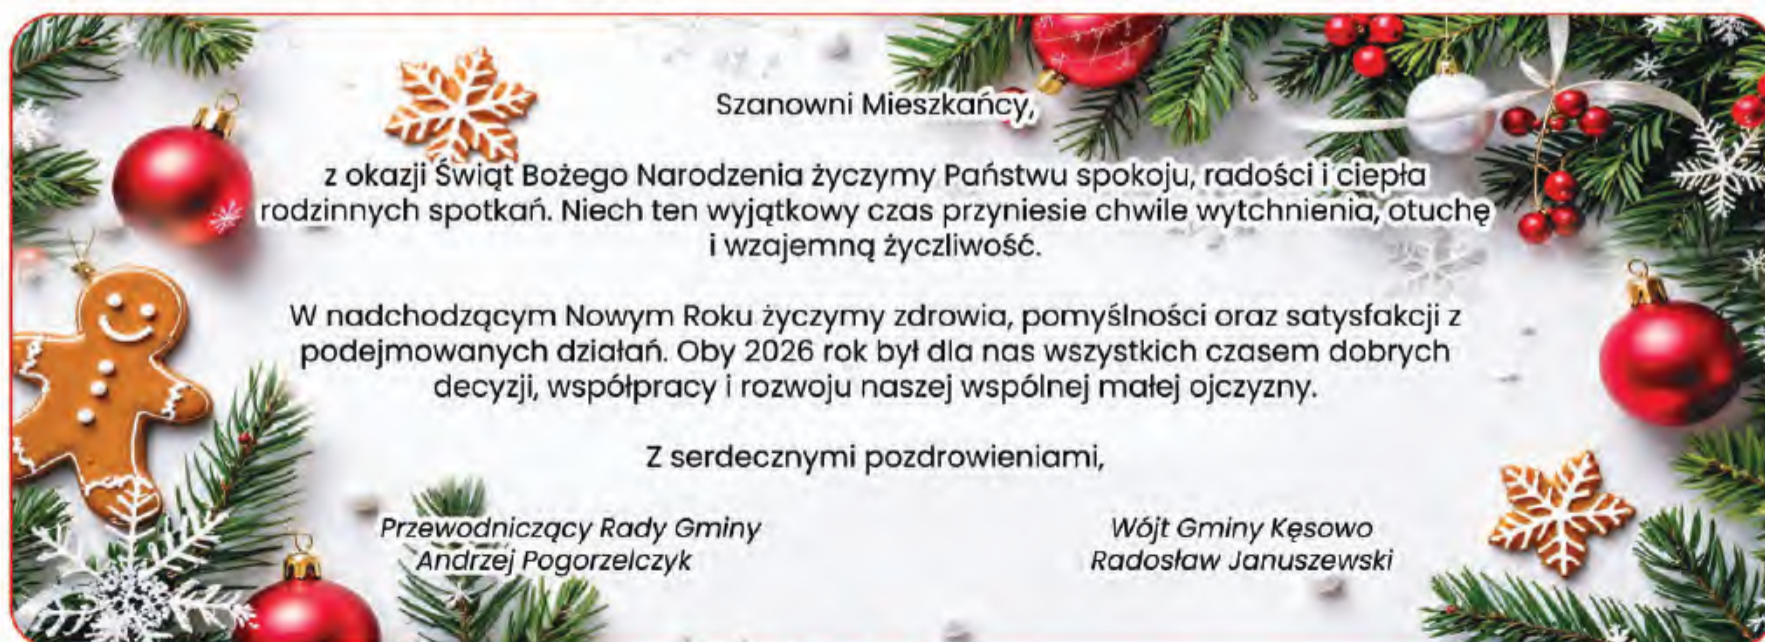 Szanowni Mieszkańcy,
z okazji Świąt Bożego Narodzenia życzymy Państwu spokoju, radości i ciepła
rodzinnych spotkań. Niech ten wyjątkowy czas przyniesie chwile wytchnienia, otuchę
i wzajemną życzliwość.
W nadchodzącym Nowym Roku życzymy zdrowia, pomyślności oraz satysfakcji z
podejmowanych działań. Oby 2026 rok był dla nas wszystkich czasem dobrych
decyzji, współpracy i rozwoju naszej wspólnej małej ojczyzny.
Z serdecznymi pozdrowieniami,
Przewodniczący Rady Gminy
Andrzej Pogorzelczyk
Wójt Gminy Kęsowo
Radosław Januszewski